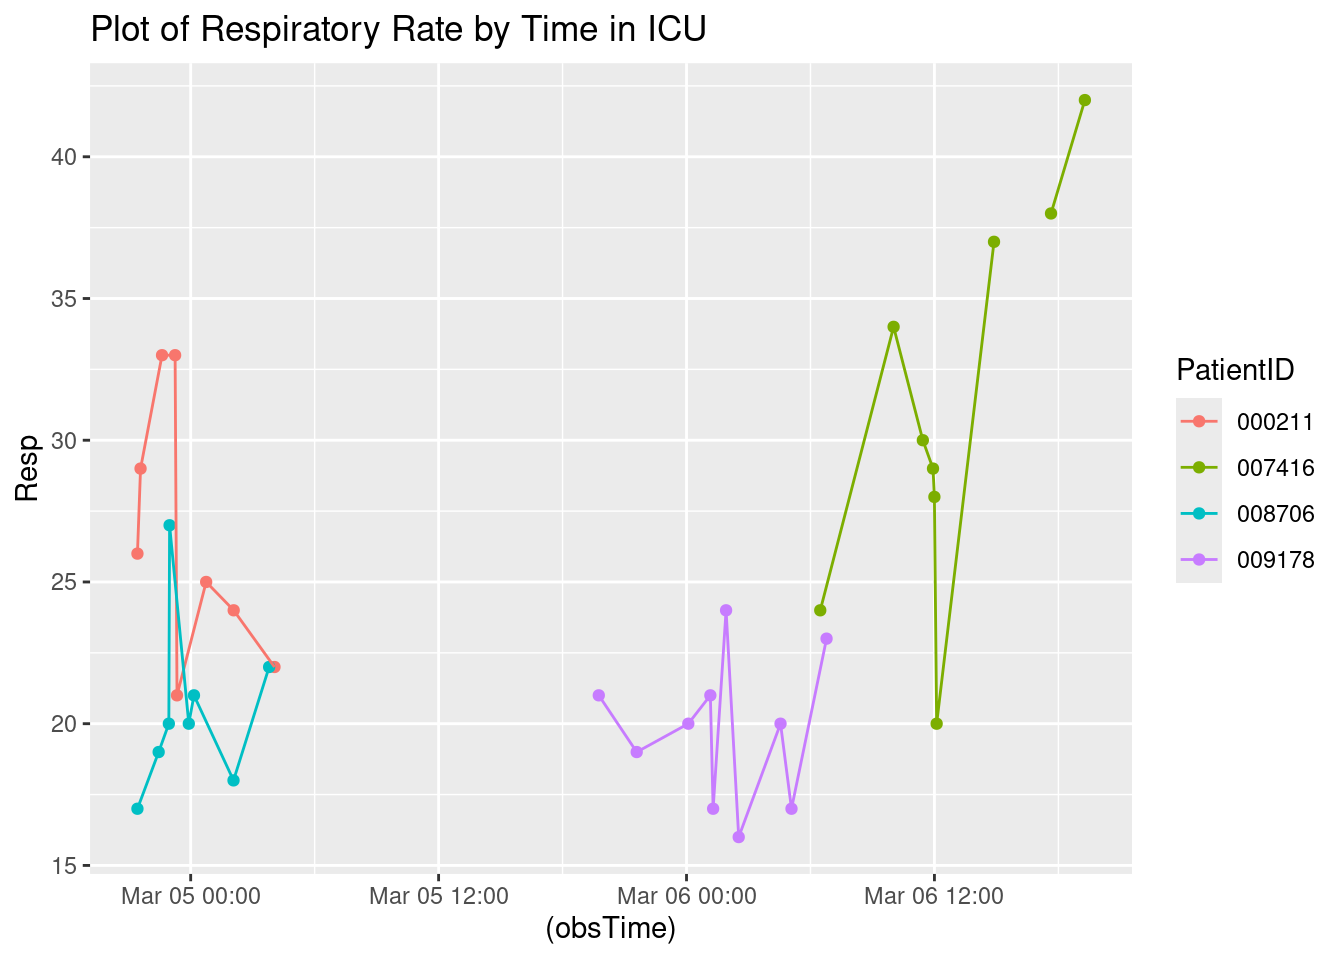 Plot of Respiratory Rate by Time in ICU
40
35
30
25
20
15
Resp
Mar 05 00:00
Mar 05 12:00
Mar 06 00:00
Mar 06 12:00
(obsTime)
PatientID
000211
007416
008706
009178